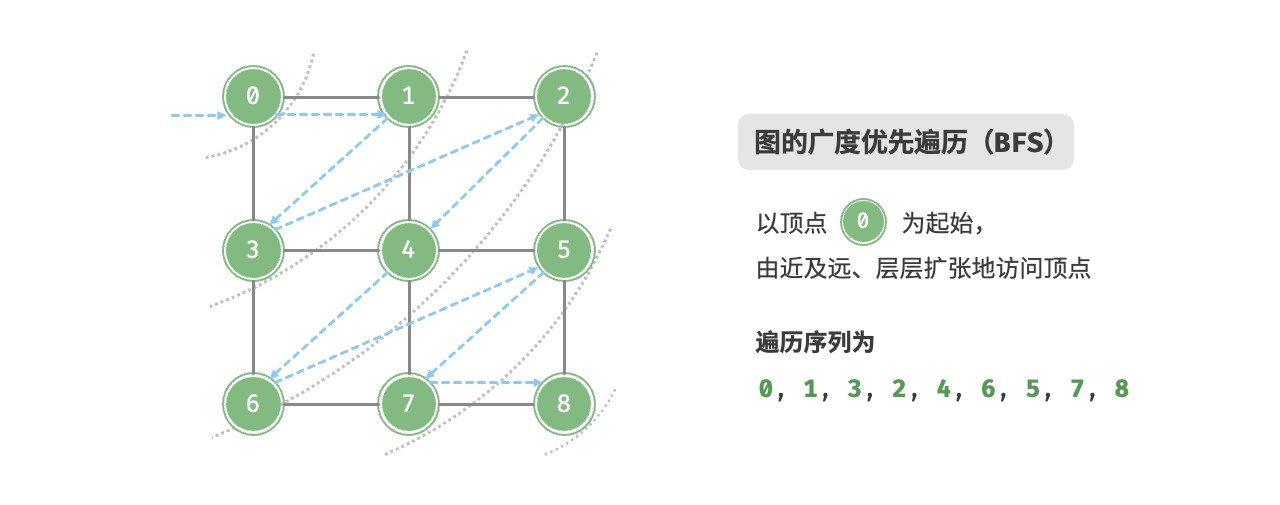 0 1 2
3 4 5
6 7 8
图的广度优先遍历（BFS）
以顶点 0 为起始，
由近及远、层层扩张地访问顶点
遍历序列为
0, 1, 3, 2, 4, 6, 5, 7, 8